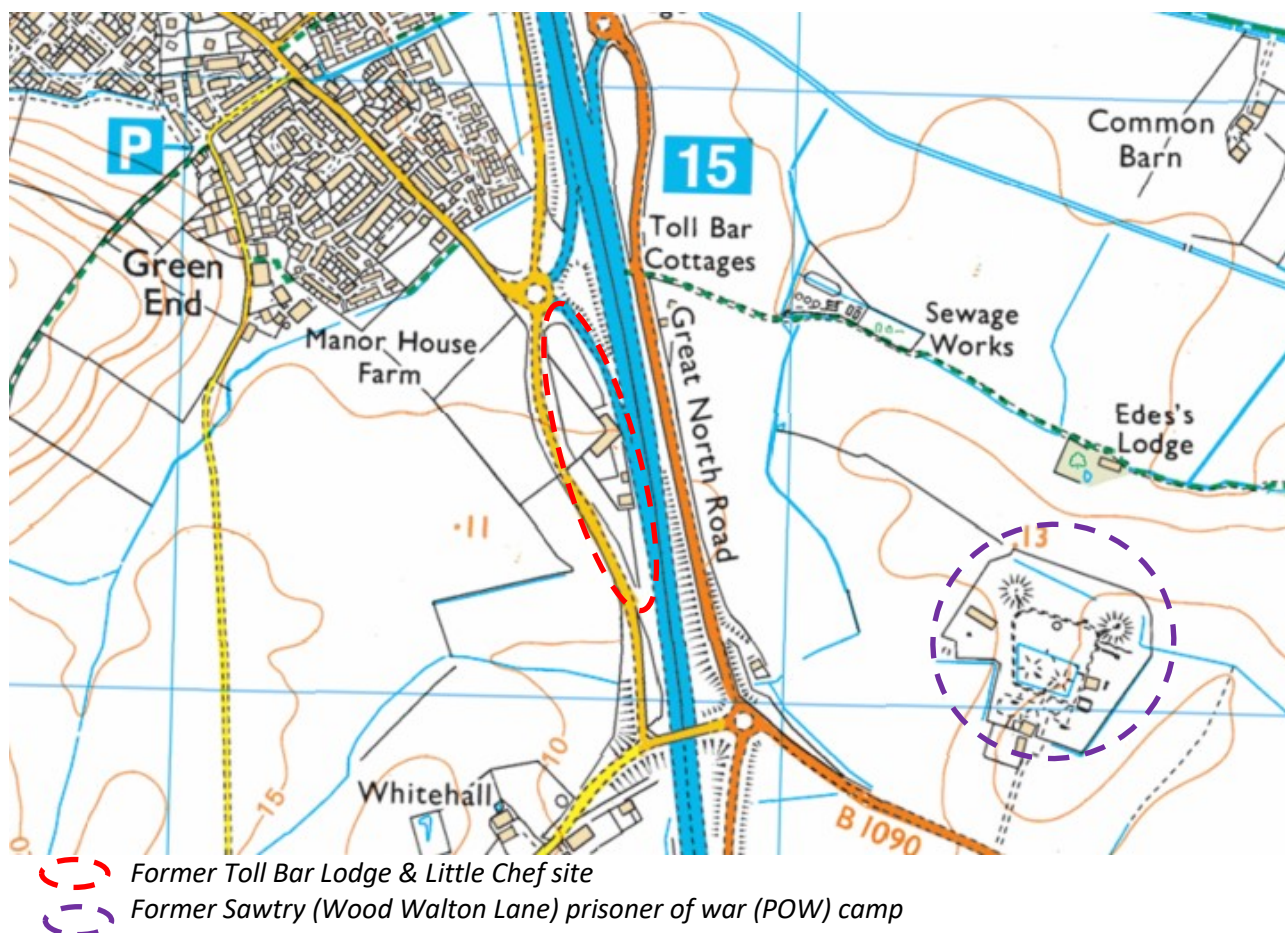 Common
Barn
P
15
Toll Bar
Cottages
Green
End
Sewage
Works
Manor House
Farm
Great North Road
Edes's
Lodge
.11
.13
10
15
Whitehall
B 1090
Former Toll Bar Lodge & Little Chef site
Former Sawtry (Wood Walton Lane) prisoner of war (POW) camp